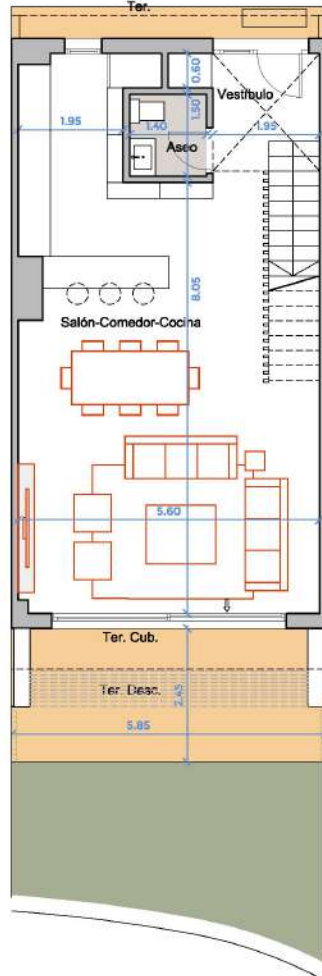 Ter.
0.60
Vestíbulo
1.95
1.40
1.50
1.95
Aseo
8.05
Salón-Comedor-Cocina
5.60
Ter. Cub.
Ter. Desc.
2.45
5.85